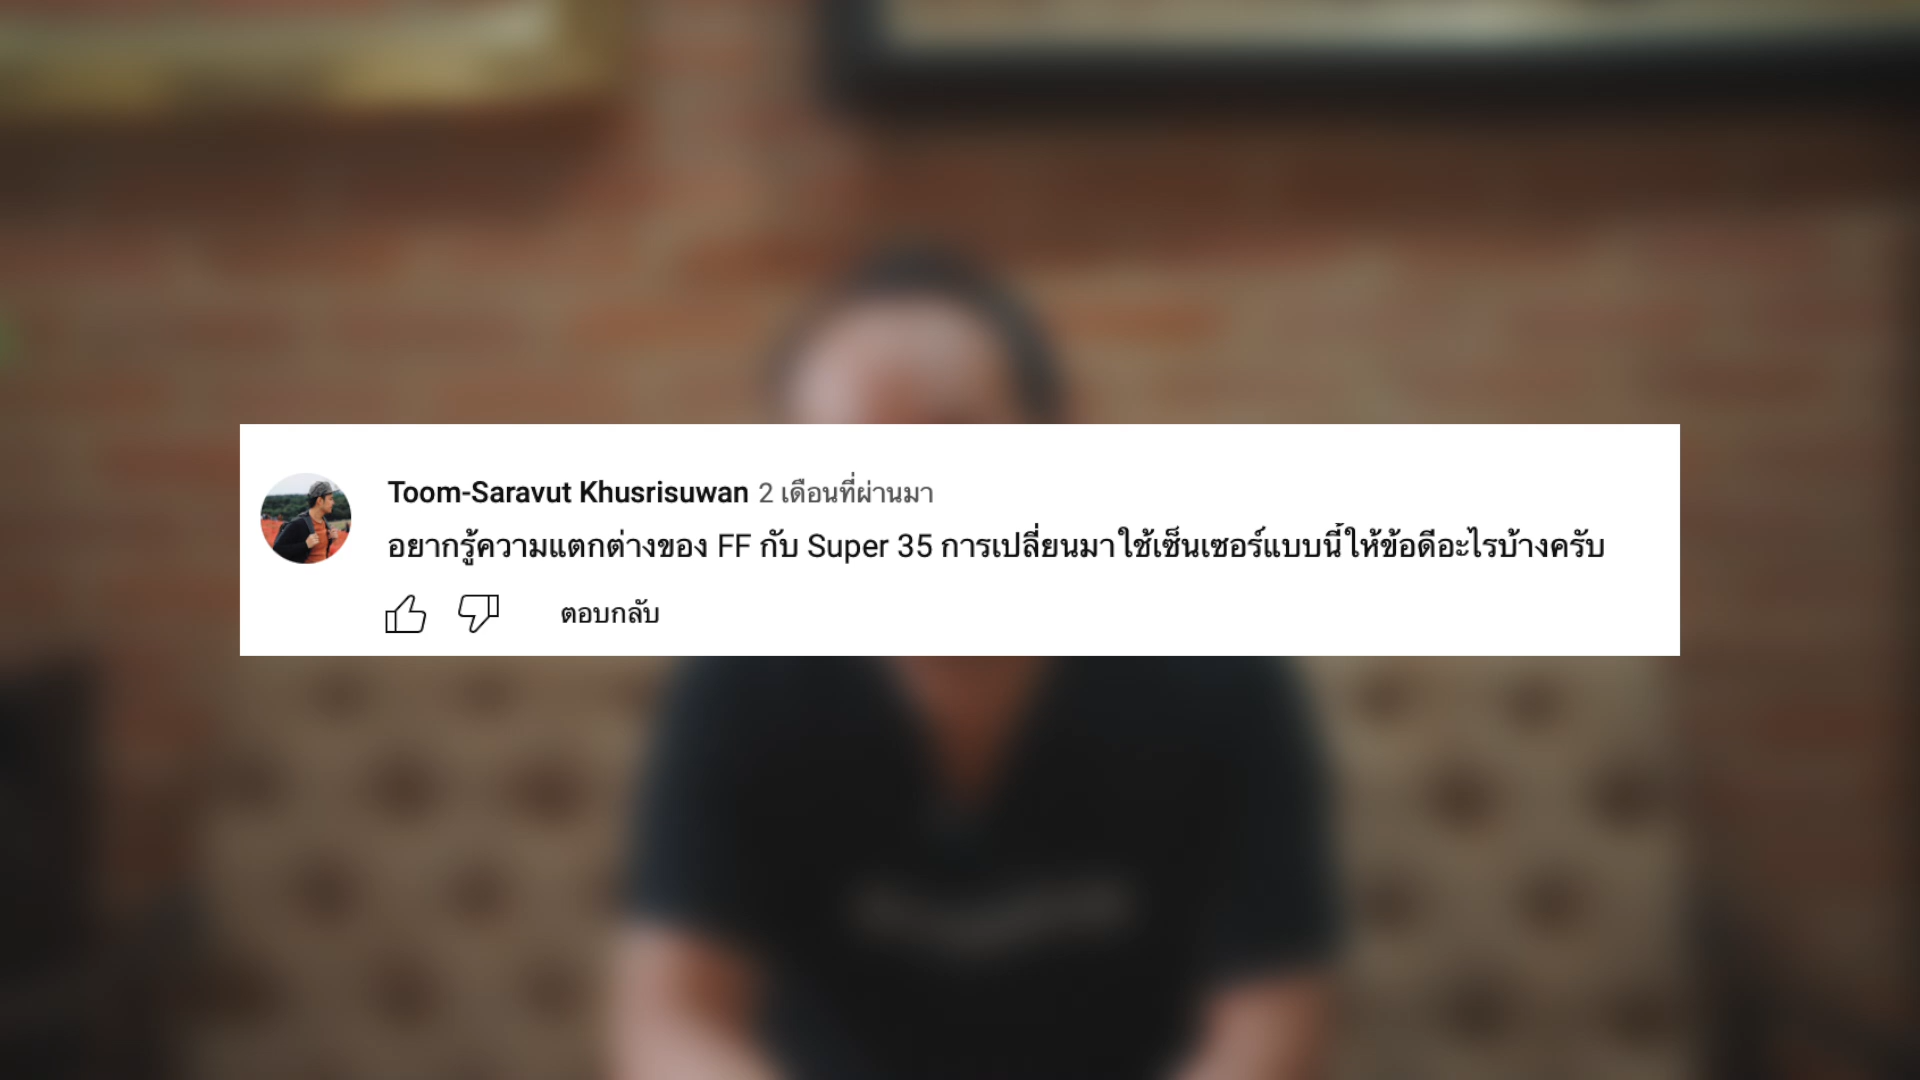 Toom-Saravut Khusrisuwan 2 เดือนที่ผ่านมา
อยากรู้ความแตกต่างของ FF กับ Super 35 การเปลี่ยนมาใช้เซ็นเซอร์แบบนี้ให้ข้อดีอะไรบ้างครับ
ตอบกลับ